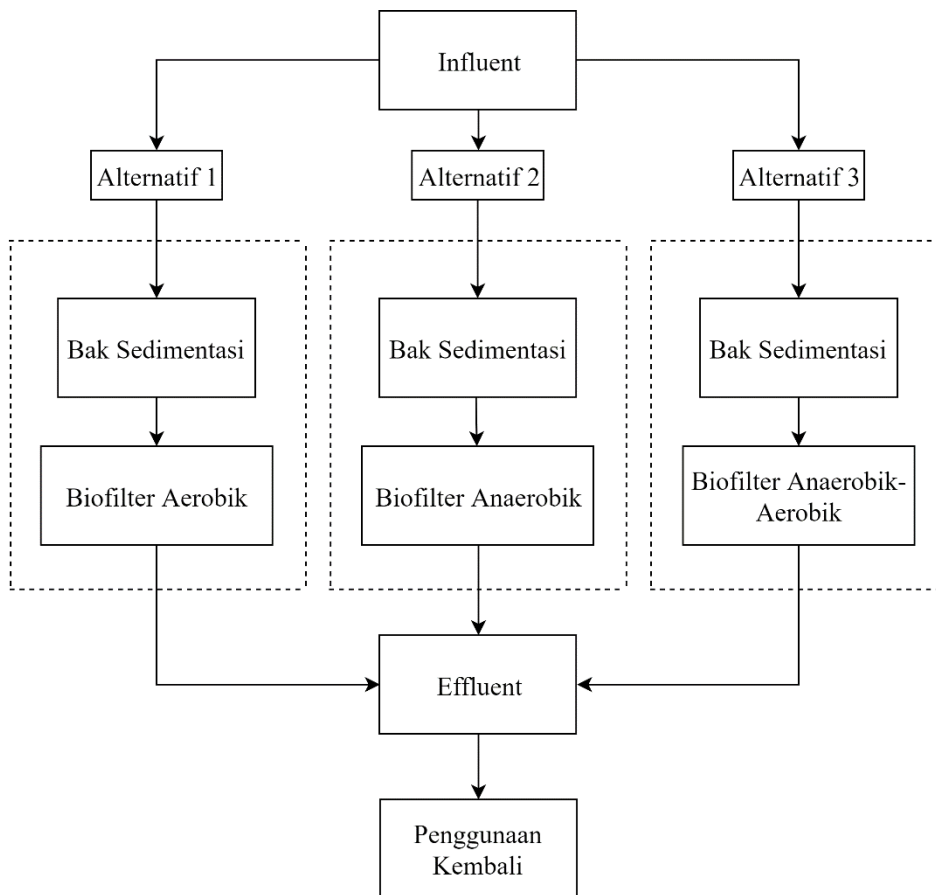 Influent
Alternatif 1
Alternatif 2
Alternatif 3
Bak Sedimentasi
Bak Sedimentasi
Bak Sedimentasi
Biofilter Aerobik
Biofilter Anaerobik
Biofilter Anaerobik-
Aerobik
Effluent
Penggunaan
Kembali